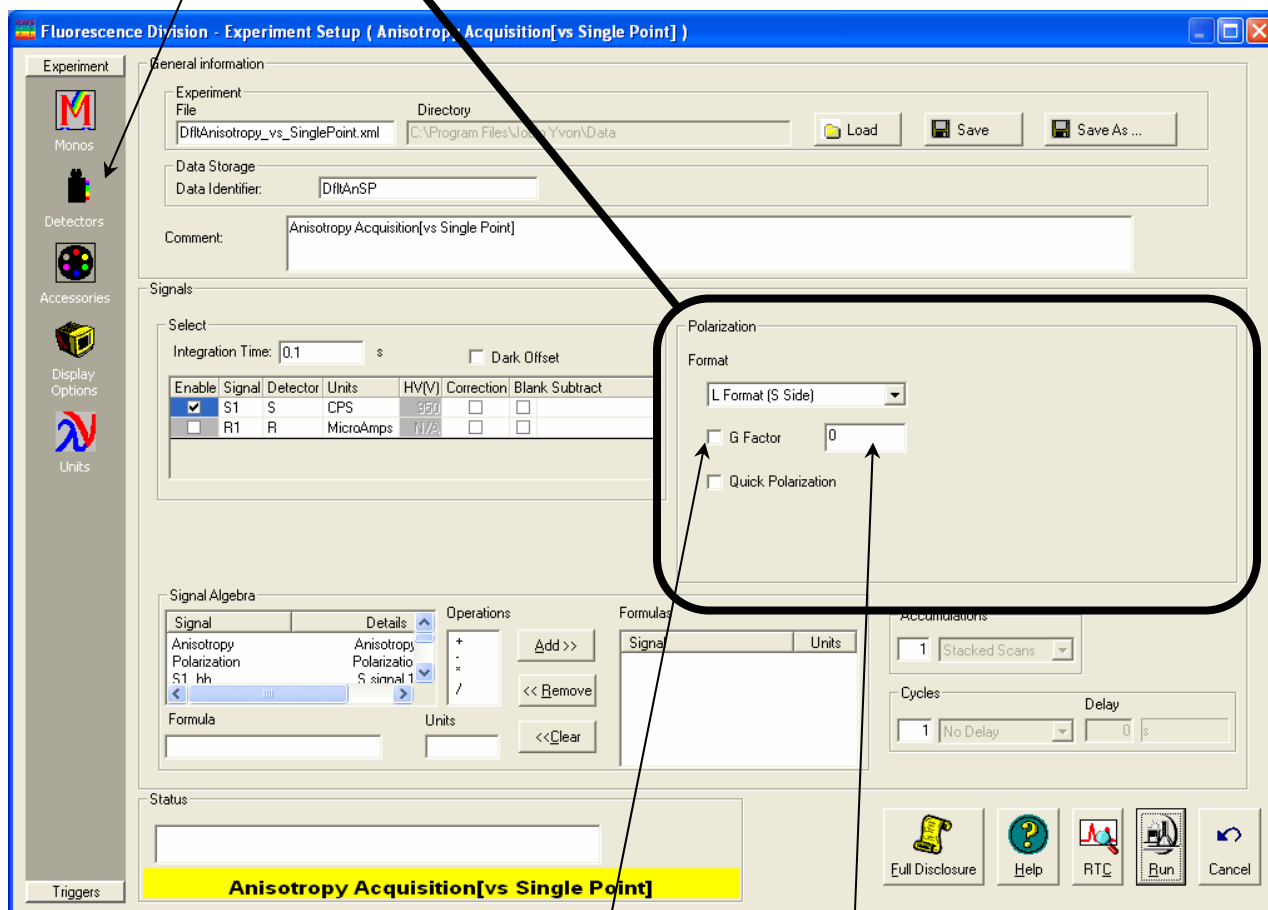 Fluorescence Division - Experiment Setup ( Anisotropy Acquisition[vs Single Point] )
Experiment
Monos
Detectors
Accessories
Display
Options
Units
Triggers
General information
Experiment
File
Directory
DfltAnisotropy_vs_SinglePoint.xml
C:\Program Files\Jobin Yvon\Data
Load
Save
Save As ...
Data Storage
Data Identifier:
DfltAnSP
Comment:
Anisotropy Acquisition[vs Single Point]
Signals
Select
Integration Time: 0.1 s
Dark Offset
Enable Signal Detector Units HV(V) Correction Blank Subtract
S1 S CPS 950
R1 R MicroAmps N/A
Polarization
Format
L Format (S Side)
G Factor 0
Quick Polarization
Signal Algebra
Signal Details
Anisotropy Anisotropy
Polarization Polarizatio
S1_hh S signal 1
Operations
+
-
*
/
Add >>
<< Remove
<<Clear
Formula
Units
Formulas
Signal Units
Accumulations
1 Stacked Scans
Cycles
Delay
1 No Delay 0 s
Status
Anisotropy Acquisition[vs Single Point]
Full Disclosure
Help
RTC
Run
Cancel